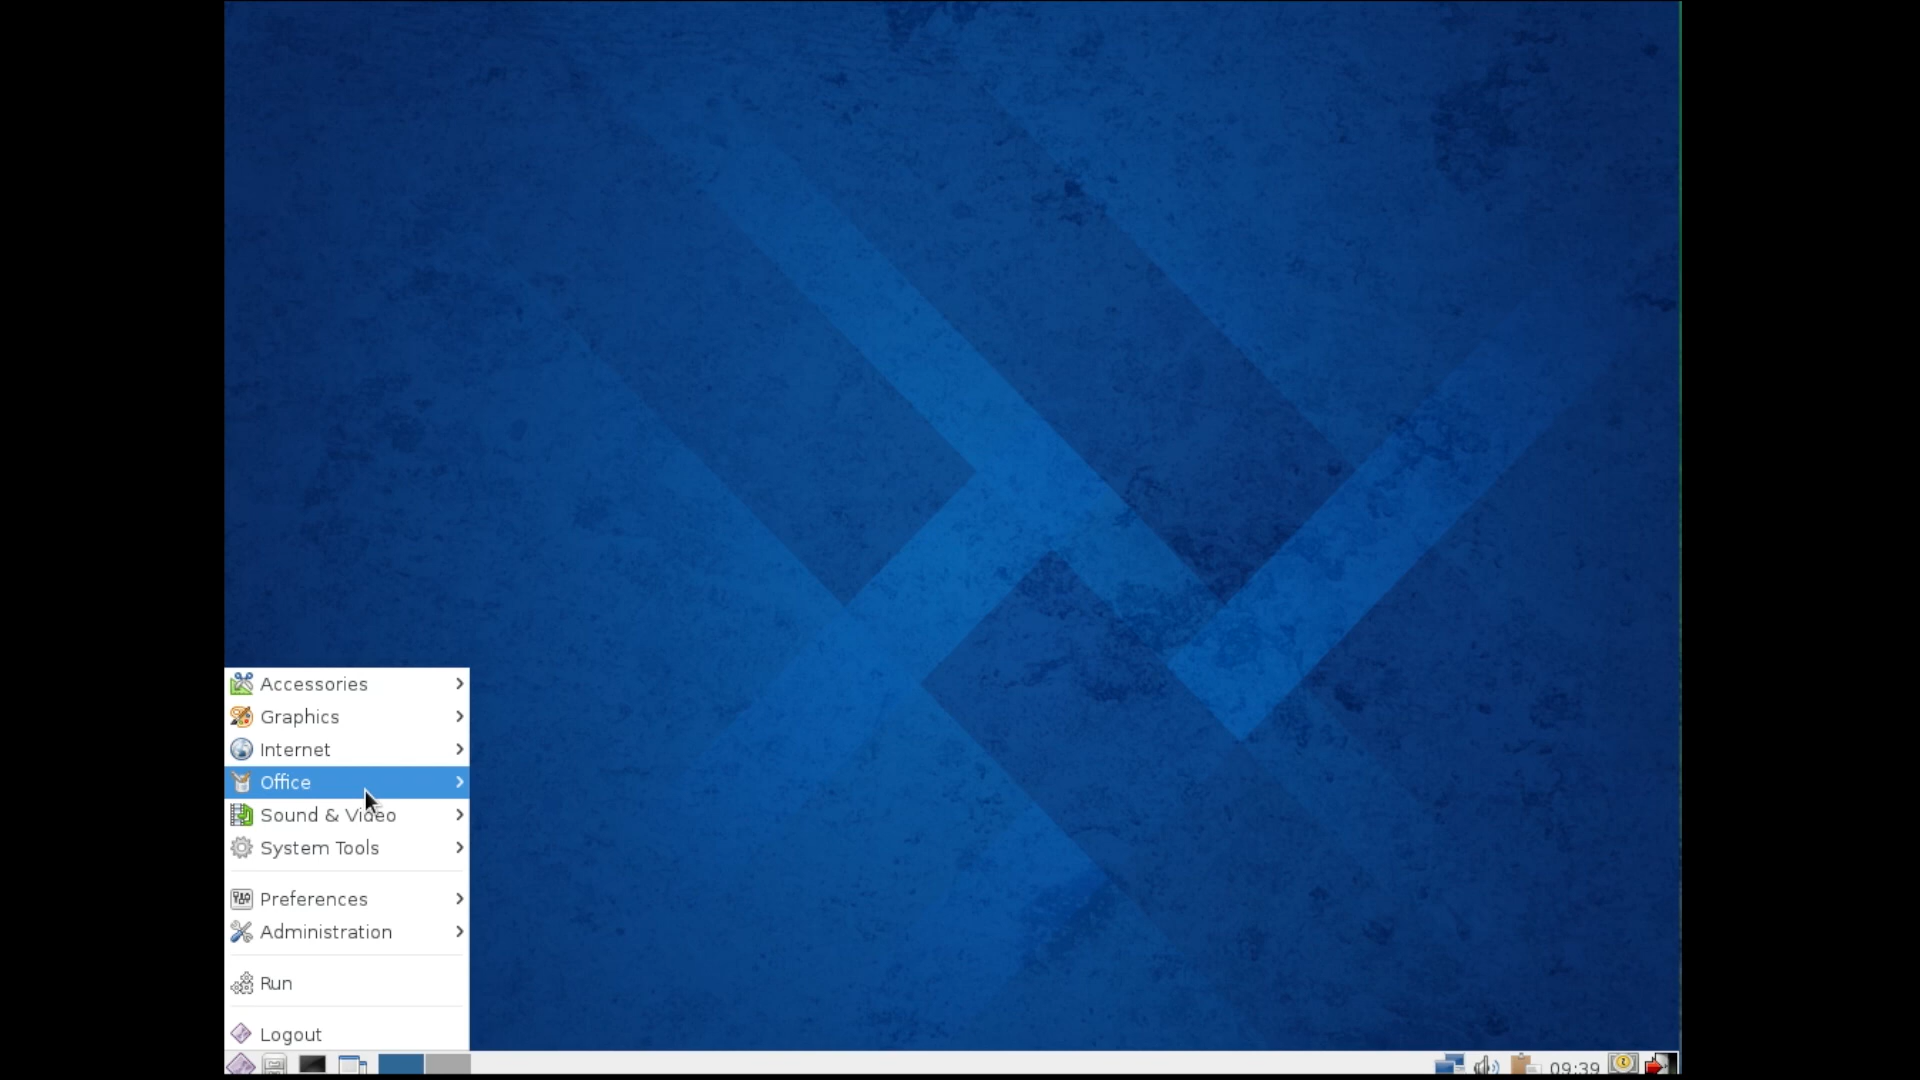 Accessories
Graphics
Internet
Office
Sound & Video
System Tools
Preferences
Administration
Run
Logout
09:39